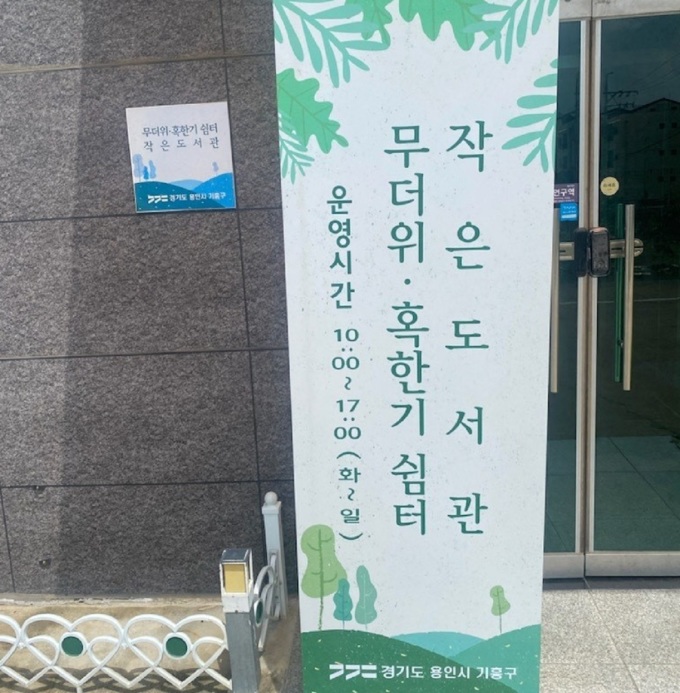 무더위·혹한기 쉼터
작은도서관
경기도 용인시 기흥구
작은도서관
무더위·혹한기 쉼터
운영시간 10:00~17:00(화~일)
경기도 용인시 기흥구